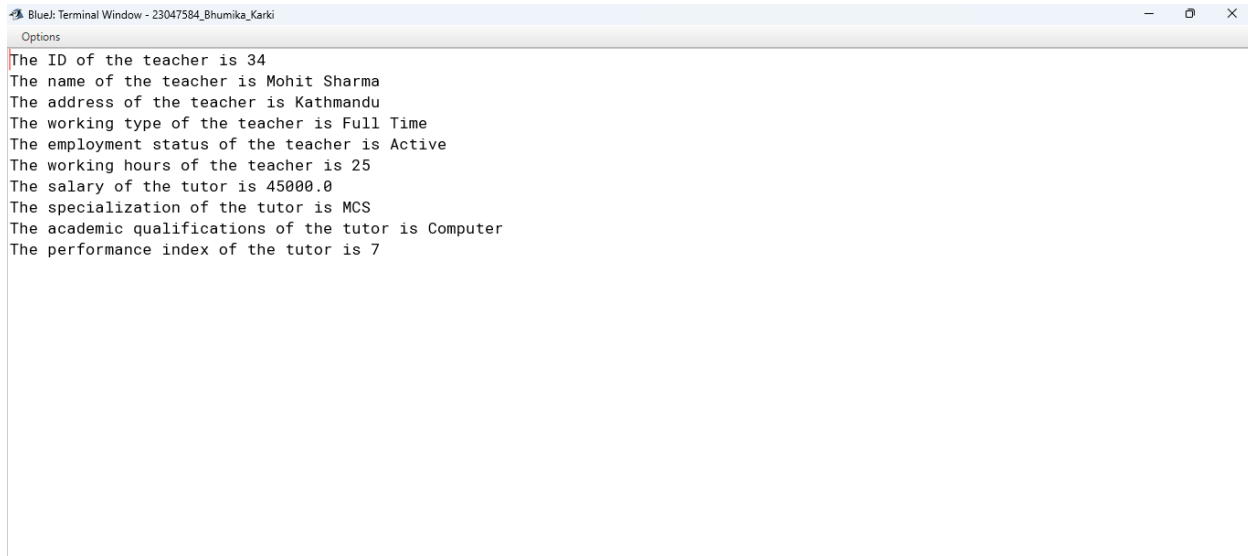 BlueJ: Terminal Window - 23047584_Bhumika_Karki
Options
The ID of the teacher is 34
The name of the teacher is Mohit Sharma
The address of the teacher is Kathmandu
The working type of the teacher is Full Time
The employment status of the teacher is Active
The working hours of the teacher is 25
The salary of the tutor is 45000.0
The specialization of the tutor is MCS
The academic qualifications of the tutor is Computer
The performance index of the tutor is 7